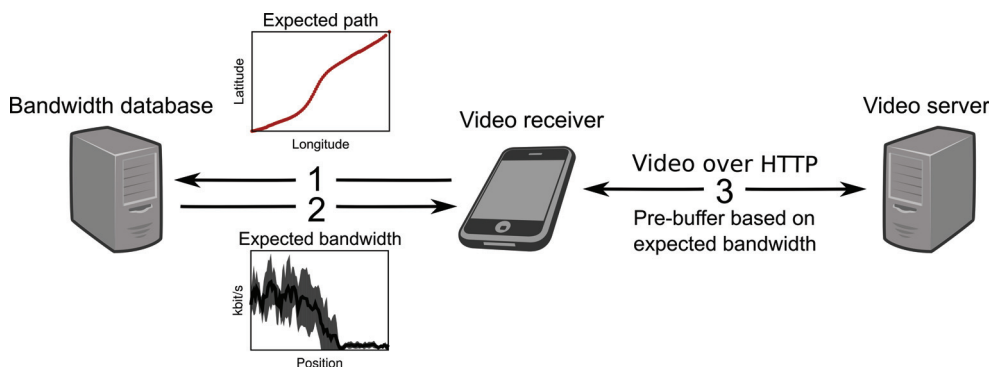 Expected path
Latitude
Longitude
Bandwidth database
Video receiver
Video server
1
2
Video over HTTP
3
Pre-buffer based on
expected bandwidth
Expected bandwidth
kbit/s
Position